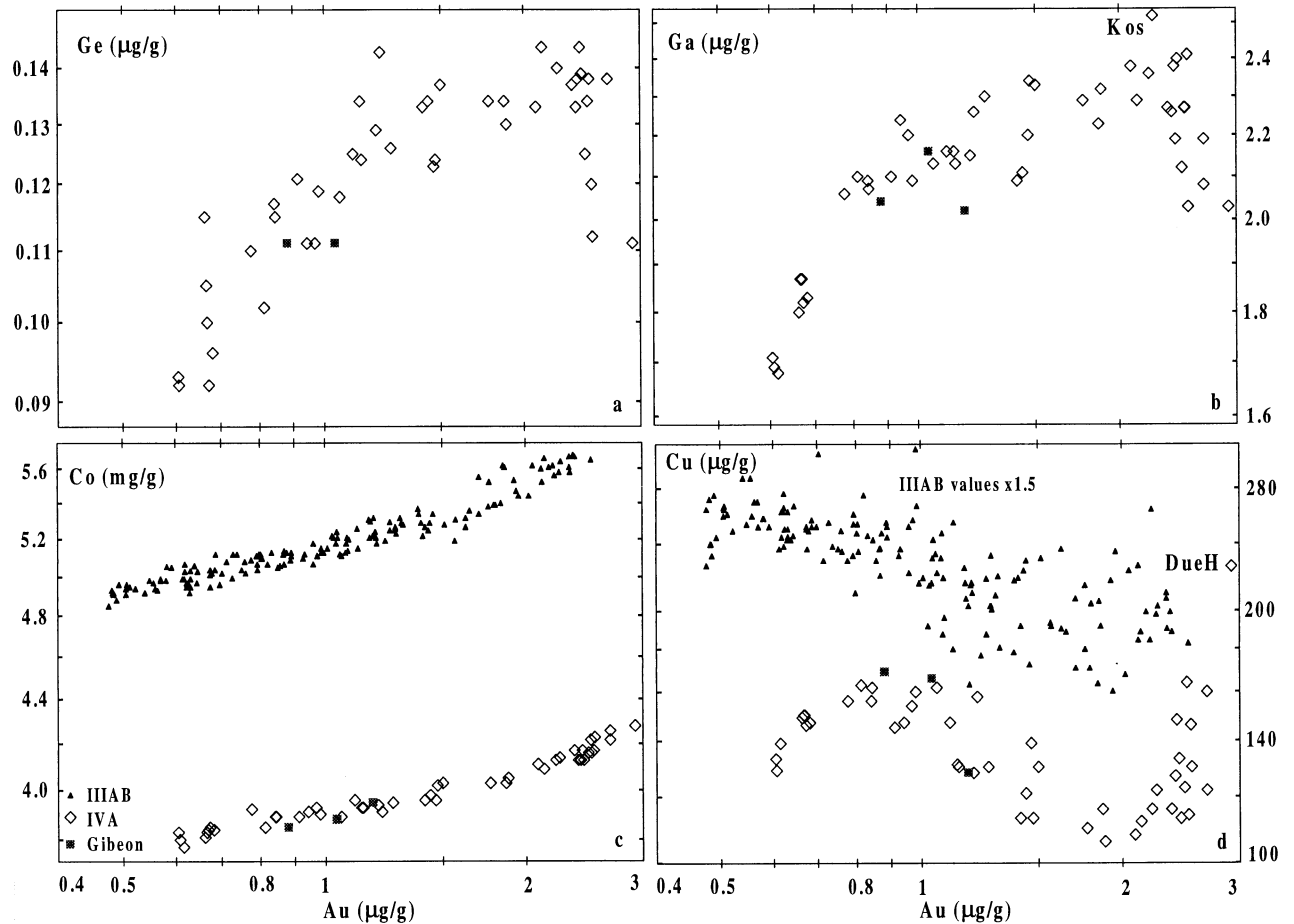 Ge (µg/g)
0.14
0.13
0.12
0.11
0.10
0.09
a
Ga (µg/g)
Kos
2.4
2.2
2.0
1.8
1.6
b
Co (mg/g)
5.6
5.2
4.8
4.4
4.0
IIIAB
IVA
Gibeon
c
0.4 0.5 0.8 1 2 3
Au (µg/g)
Cu (µg/g)
IIIAB values x1.5
280
DueH
200
140
100
d
0.4 0.5 0.8 1 2 3
Au (µg/g)